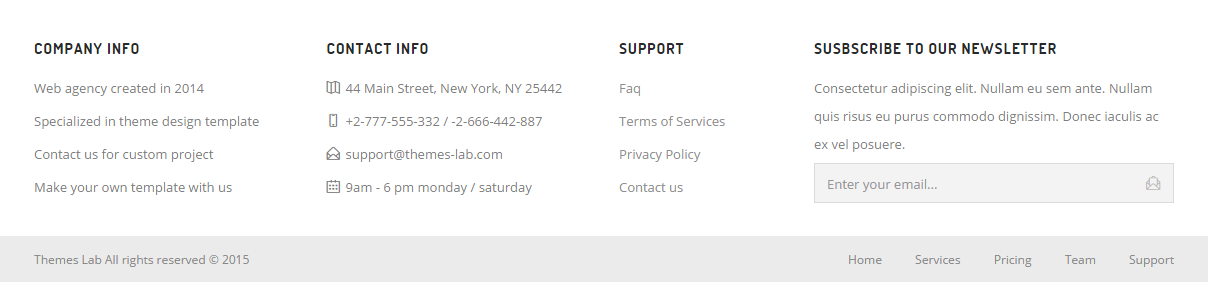 COMPANY INFO
Web agency created in 2014
Specialized in theme design template
Contact us for custom project
Make your own template with us
CONTACT INFO
44 Main Street, New York, NY 25442
+2-777-555-332 / -2-666-442-887
support@themes-lab.com
9am - 6 pm monday / saturday
SUPPORT
Faq
Terms of Services
Privacy Policy
Contact us
SUSBSCRIBE TO OUR NEWSLETTER
Consectetur adipiscing elit. Nullam eu sem ante. Nullam
quis risus eu purus commodo dignissim. Donec iaculis ac
ex vel posuere.
Enter your email...
Themes Lab All rights reserved © 2015
Home Services Pricing Team Support